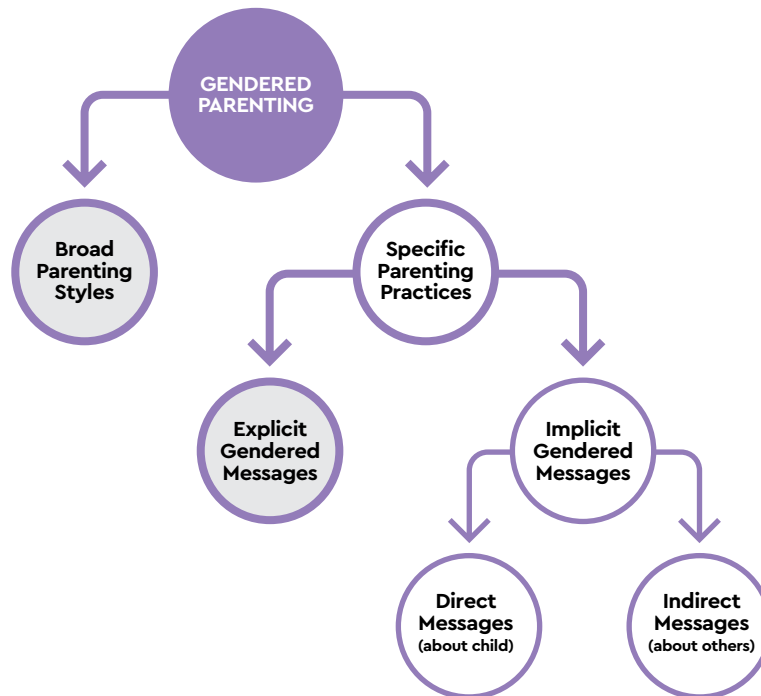 GENDERED
PARENTING
Broad
Parenting
Styles
Specific
Parenting
Practices
Explicit
Gendered
Messages
Implicit
Gendered
Messages
Direct
Messages
(about child)
Indirect
Messages
(about others)